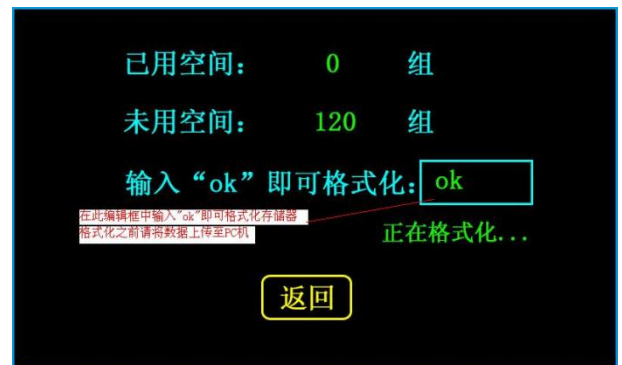 已用空间: 0 组
未用空间: 120 组
输入“ok”即可格式化: ok
在此编辑框中输入"ok"即可格式化存储器
格式化之前请将数据上传至PC机
正在格式化...
返回